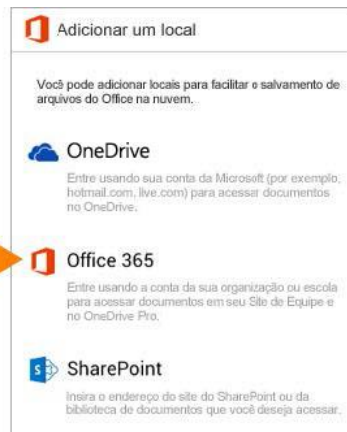 Adicionar um local
Você pode adicionar locais para facilitar o salvamento de
arquivos do Office na nuvem.
OneDrive
Entre usando sua conta da Microsoft (por exemplo,
hotmail.com, live.com) para acessar documentos
no OneDrive.
Office 365
Entre usando a conta da sua organização ou escola
para acessar documentos em seu Site de Equipe e
no OneDrive Pro.
SharePoint
Insira o endereço do site do SharePoint ou da
biblioteca de documentos que você deseja acessar.